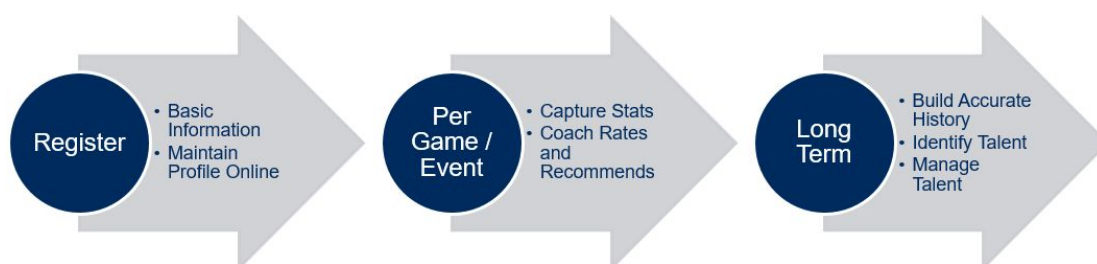 Register
• Basic
Information
• Maintain
Profile Online
Per
Game /
Event
• Capture Stats
• Coach Rates
and
Recommends
Long
Term
• Build Accurate
History
• Identify Talent
• Manage
Talent